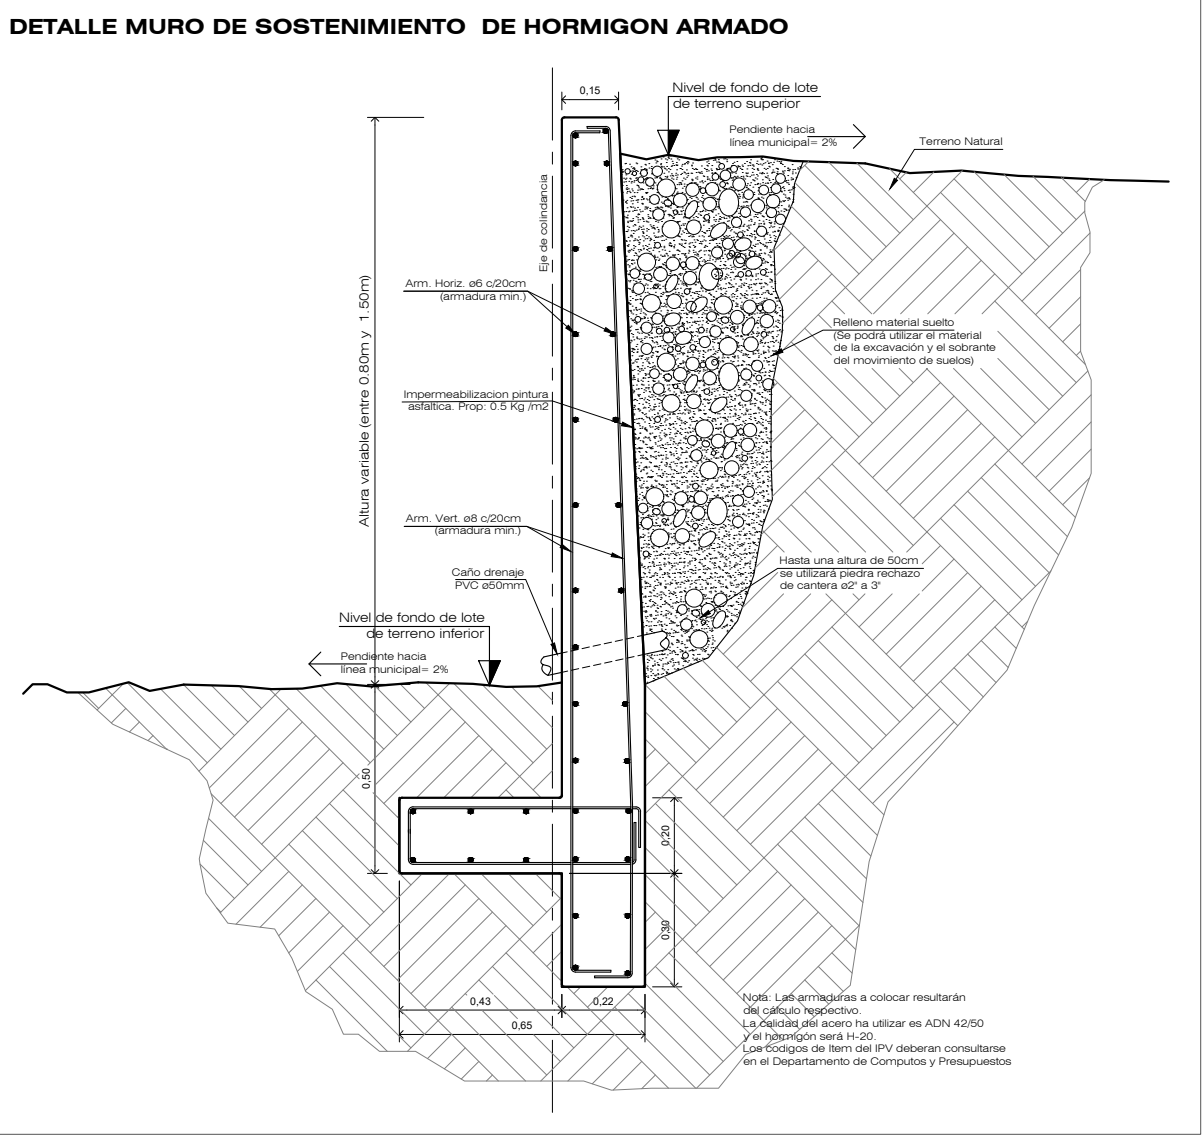 DETALLE MURO DE SOSTENIMIENTO DE HORMIGON ARMADO
0,15
Nivel de fondo de lote
de terreno superior
Pendiente hacia
línea municipal= 2%
Terreno Natural
Eje de colindancia
Altura variable (entre 0.80m y 1.50m)
Arm. Horiz. ø6 c/20cm
(armadura min.)
Relleno material suelto
(Se podrá utilizar el material
de la excavación y el sobrante
del movimiento de suelos)
Impermeabilizacion pintura
asfaltica. Prop: 0.5 Kg /m2
Arm. Vert. ø8 c/20cm
(armadura min.)
Caño drenaje
PVC ø50mm
Hasta una altura de 50cm
se utilizará piedra rechazo
de cantera ø2" a 3"
Nivel de fondo de lote
de terreno inferior
Pendiente hacia
línea municipal= 2%
0,50
0,20
0,30
0,43
0,22
0,65
Nota: Las armaduras a colocar resultarán
del cálculo respectivo.
La calidad del acero ha utilizar es ADN 42/50
y el hormigón será H-20.
Los codigos de Item del IPV deberan consultarse
en el Departamento de Computos y Presupuestos